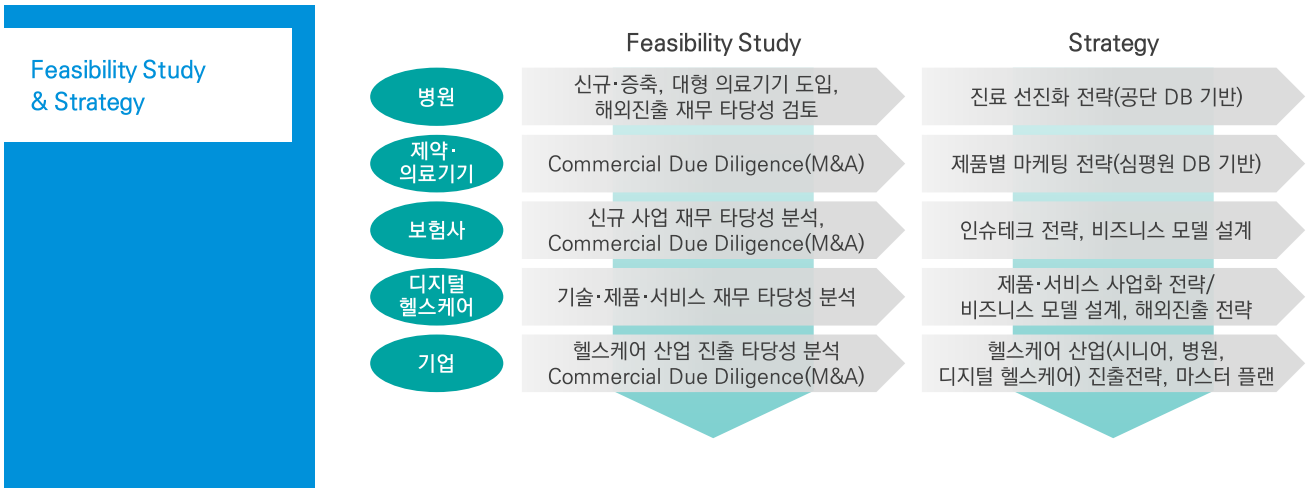 Feasibility Study
& Strategy
Feasibility Study
Strategy
병원
신규·증축, 대형 의료기기 도입,
해외진출 재무 타당성 검토
진료 선진화 전략(공단 DB 기반)
제약·
의료기기
Commercial Due Diligence(M&A)
제품별 마케팅 전략(심평원 DB 기반)
보험사
신규 사업 재무 타당성 분석,
Commercial Due Diligence(M&A)
인슈테크 전략, 비즈니스 모델 설계
디지털
헬스케어
기술·제품·서비스 재무 타당성 분석
제품·서비스 사업화 전략/
비즈니스 모델 설계, 해외진출 전략
기업
헬스케어 산업 진출 타당성 분석
Commercial Due Diligence(M&A)
헬스케어 산업(시니어, 병원,
디지털 헬스케어) 진출전략, 마스터 플랜